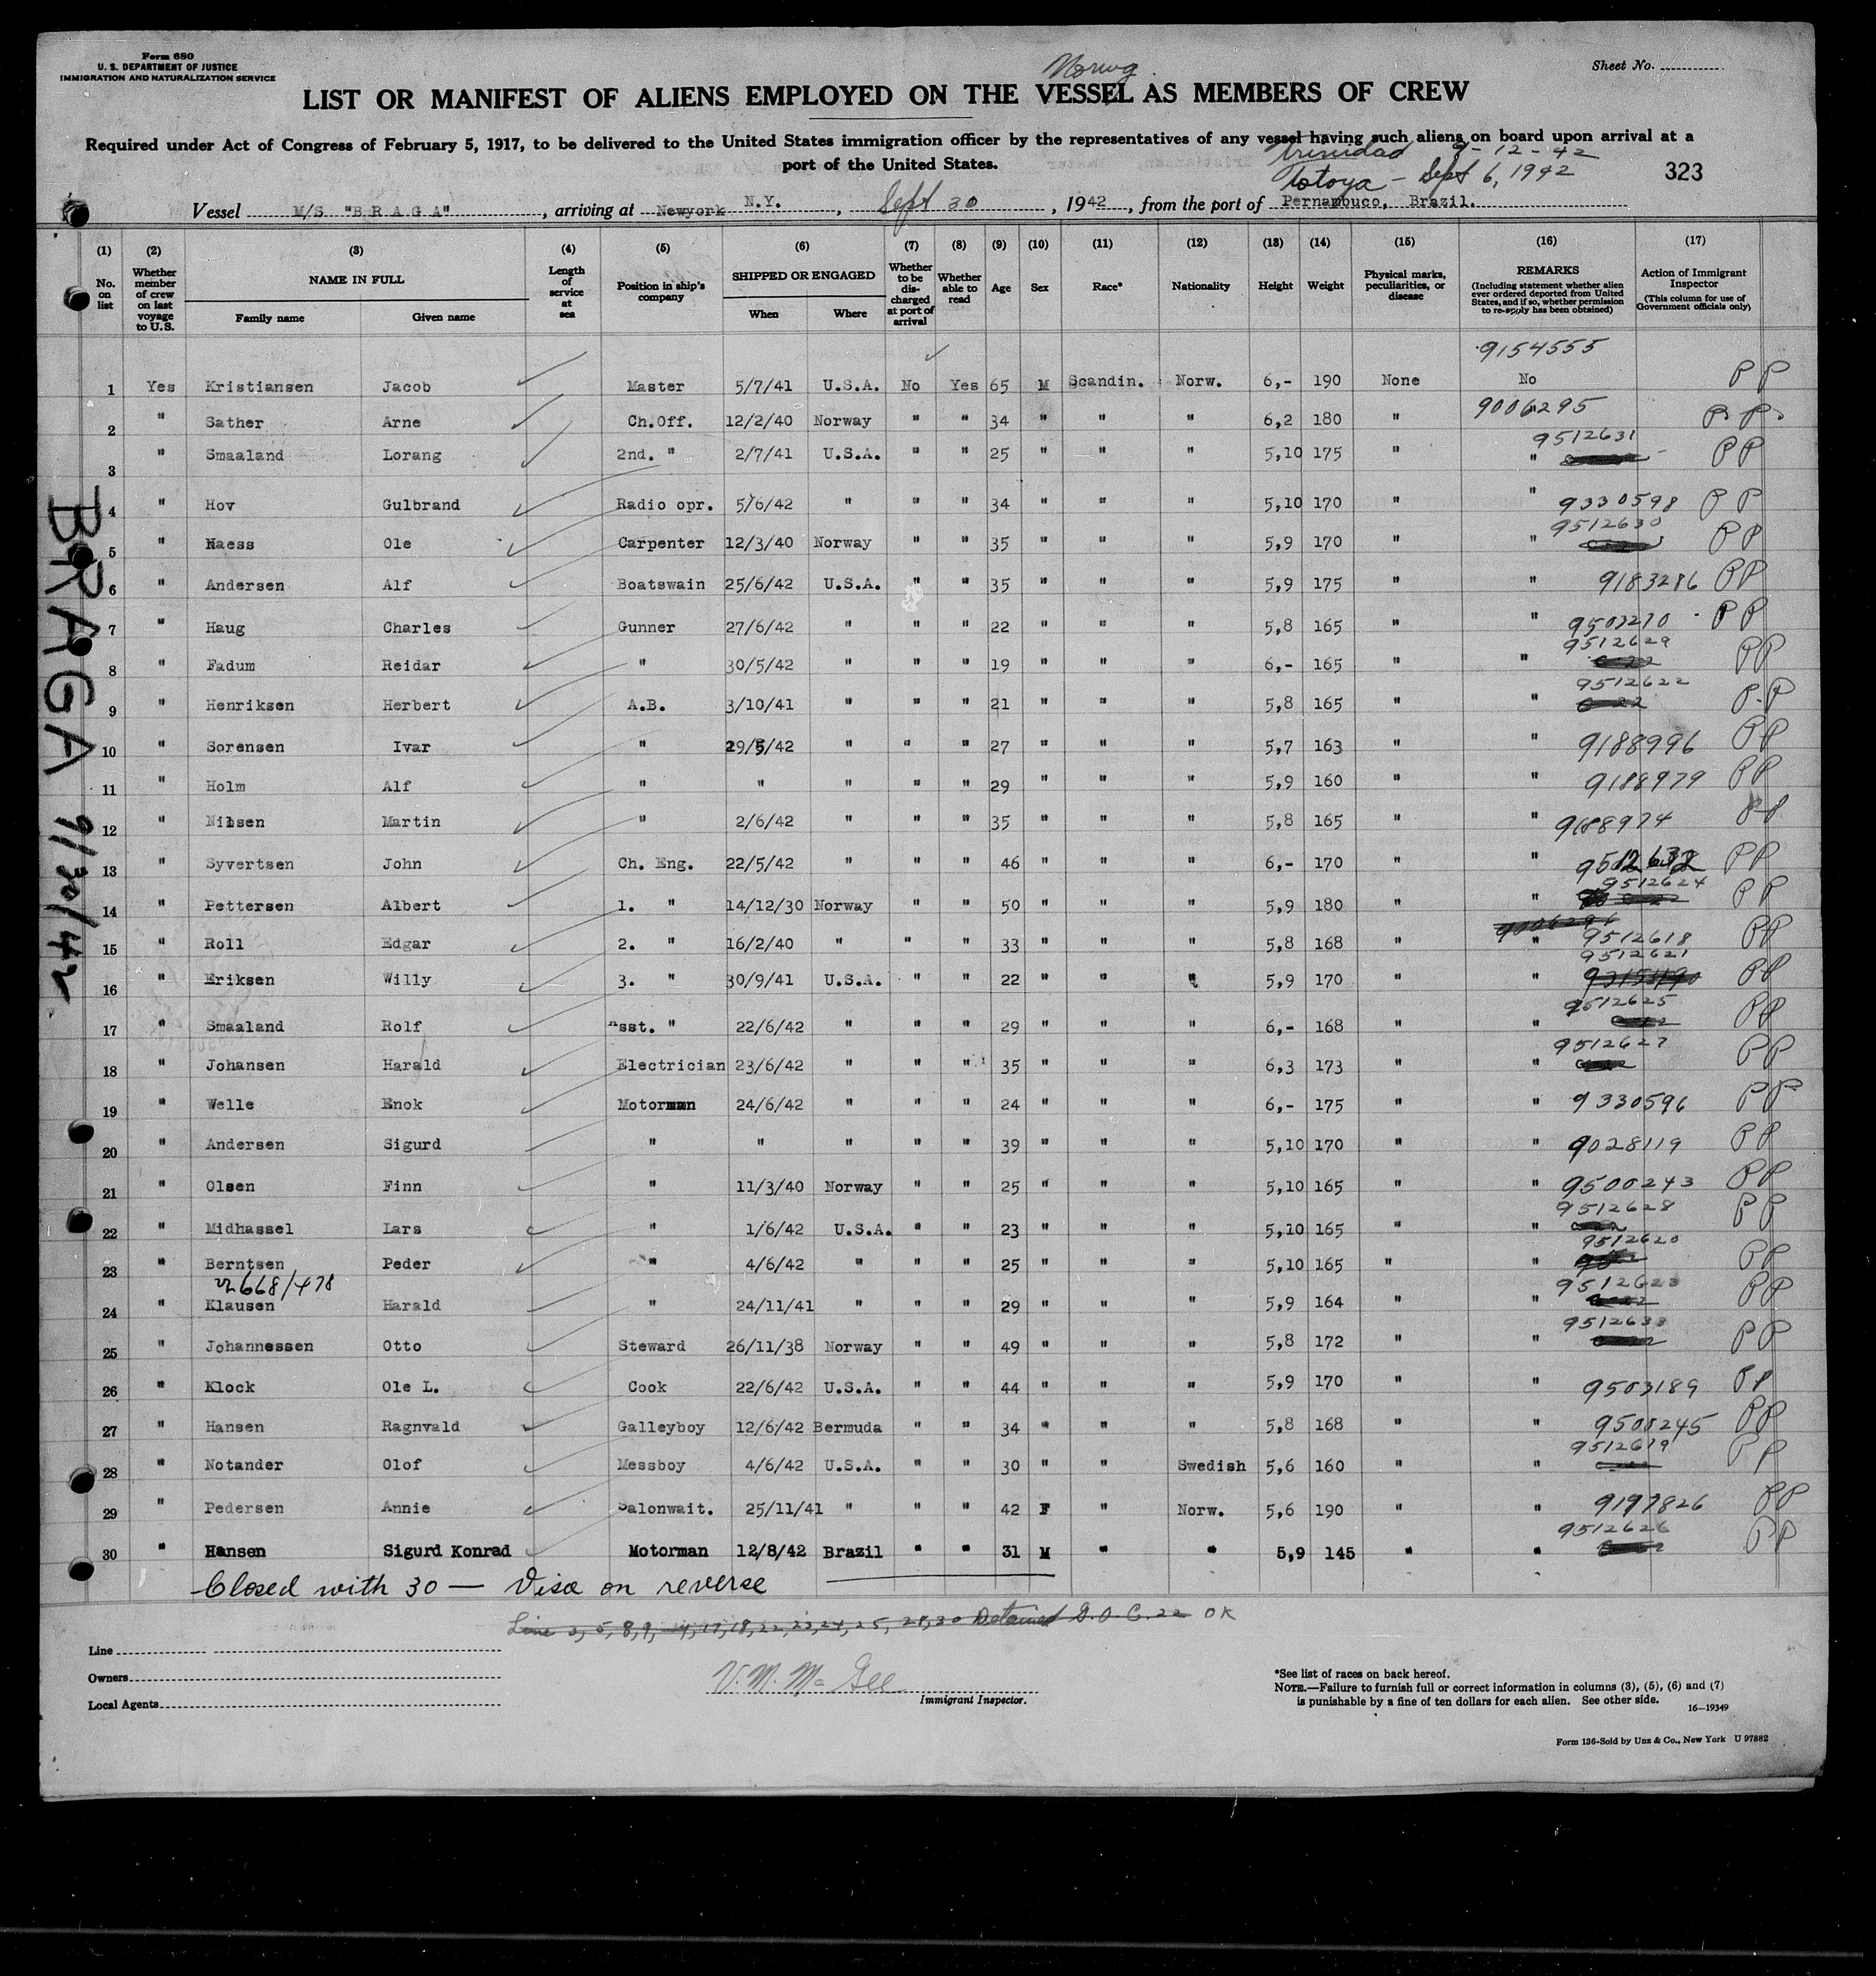 Form 680
U. S. DEPARTMENT OF JUSTICE
IMMIGRATION AND NATURALIZATION SERVICE
Sheet No.
Norwg.
LIST OR MANIFEST OF ALIENS EMPLOYED ON THE VESSEL AS MEMBERS OF CREW
Required under Act of Congress of February 5, 1917, to be delivered to the United States immigration officer by the representatives of any vessel having such aliens on board upon arrival at a
port of the United States.
Trinidad 9-12-42
Totoya - Sept 6, 1942
323
Vessel M/S "BRAGA", arriving at Newyork N.Y., Sept 30, 1942, from the port of Pernambuco, Brazil.
(1) (2) (3) (4) (5) (6) (7) (8) (9) (10) (11) (12) (13) (14) (15) (16) (17)
No. on list
Whether member of crew on last voyage to U.S.
NAME IN FULL
Family name Given name
Length of service at sea
Position in ship's company
SHIPPED OR ENGAGED
When Where
Whether to be discharged at port of arrival
Whether able to read
Age
Sex
Race*
Nationality
Height
Weight
Physical marks, peculiarities, or disease
REMARKS
(Including statement whether alien ever ordered deported from United States, and if so, whether permission to re-apply has been obtained)
Action of Immigrant Inspector
(This column for use of Government officials only)
9154555
1 Yes Kristiansen Jacob Master 5/7/41 U.S.A. No Yes 65 M Scandin. Norw. 6,- 190 None No PP
2 " Sather Arne Ch.Off. 12/2/40 Norway " " 34 " " " 6,2 180 " 9006295 PP
3 " Smaaland Lorang 2nd. " 2/7/41 U.S.A. " " 25 " " " 5,10 175 " " 9512631 PP
4 " Hov Gulbrand Radio opr. 5/6/42 " " " 34 " " " 5,10 170 " " 9330598 PP
5 " Naess Ole Carpenter 12/3/40 Norway " " 35 " " " 5,9 170 " " 9512630 PP
6 " Andersen Alf Boatswain 25/6/42 U.S.A. " " 35 " " " 5,9 175 " " 9183286 PP
7 " Haug Charles Gunner 27/6/42 " " " 22 " " " 5,8 165 " " PP
8 " Fadum Reidar " 30/5/42 " " " 19 " " " 6,- 165 " " 9512629 PP
9 " Henriksen Herbert A.B. 3/10/41 " " " 21 " " " 5,8 165 " " 9512622 PP
10 " Sorensen Ivar " 29/5/42 " " " 27 " " " 5,7 163 " " 9188996 PP
11 " Holm Alf " " " " " 29 " " " 5,9 160 " " 9188979 PP
12 " Nilsen Martin " 2/6/42 " " " 35 " " " 5,8 165 " " PP
13 " Syvertsen John Ch. Eng. 22/5/42 " " " 46 " " " 6,- 170 " " 9512632 PP
14 " Pettersen Albert 1. " 14/12/30 Norway " " 50 " " " 5,9 180 " " 9512624 PP
15 " Roll Edgar 2. " 16/2/40 " " " 33 " " " 5,8 168 " " 9512618 PP
16 " Eriksen Willy 3. " 30/9/41 U.S.A. " " 22 " " " 5,9 170 " " 9512621 PP
17 " Smaaland Rolf Asst. " 22/6/42 " " " 29 " " " 6,- 168 " " 9512625 PP
18 " Johansen Harald Electrician 23/6/42 " " " 35 " " " 6,3 173 " " 9512627 PP
19 " Welle Enok Motorman 24/6/42 " " " 24 " " " 6,- 175 " " 9330596 PP
20 " Andersen Sigurd " " " " " 39 " " " 5,10 170 " " 9028119 PP
21 " Olsen Finn " 11/3/40 Norway " " 25 " " " 5,10 165 " " 9500243 PP
22 " Midhassel Lars " 1/6/42 U.S.A. " " 23 " " " 5,10 165 " " 9512628 PP
23 " Berntsen Peder " 4/6/42 " " " 25 " " " 5,10 165 " " 9512620 PP
22668/478
24 " Klausen Harald " 24/11/41 " " " 29 " " " 5,9 164 " " 9512623 PP
25 " Johannessen Otto Steward 26/11/38 Norway " " 49 " " " 5,8 172 " " 9512633 PP
26 " Klock Ole L. Cook 22/6/42 U.S.A. " " 44 " " " 5,9 170 " " 9503189 PP
27 " Hansen Ragnvald Galleyboy 12/6/42 Bermuda " " 34 " " " 5,8 168 " " 9500245 PP
28 " Notander Olof Messboy 4/6/42 U.S.A. " " 30 " " Swedish 5,6 160 " " 9512619 PP
29 " Pedersen Annie Salonwait. 25/11/41 " " " 42 F " Norw. 5,6 190 " " 9197826 PP
30 " Hansen Sigurd Konrad Motorman 12/8/42 Brazil " " 31 M " " 5,9 145 " " 9512626 PP
Closed with 30 — Visa on reverse
Line 3, 5, 8, 9, 14, 17, 18, 22, 23, 24, 25, 28, 30 Detained D.O.C. 22 OK
Line
Owners
Local Agents
V. M. McGee
Immigrant Inspector.
*See list of races on back hereof.
NOTE.—Failure to furnish full or correct information in columns (3), (5), (6) and (7)
is punishable by a fine of ten dollars for each alien. See other side.
16—19349
Form 136-Sold by Unz & Co., New York U 97882
BRAGA 9/30/42